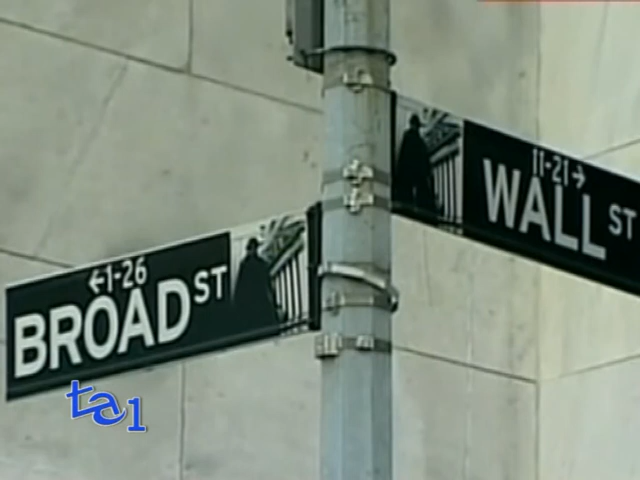 11-21→
WALL ST
←1-26
BROAD ST
ta1